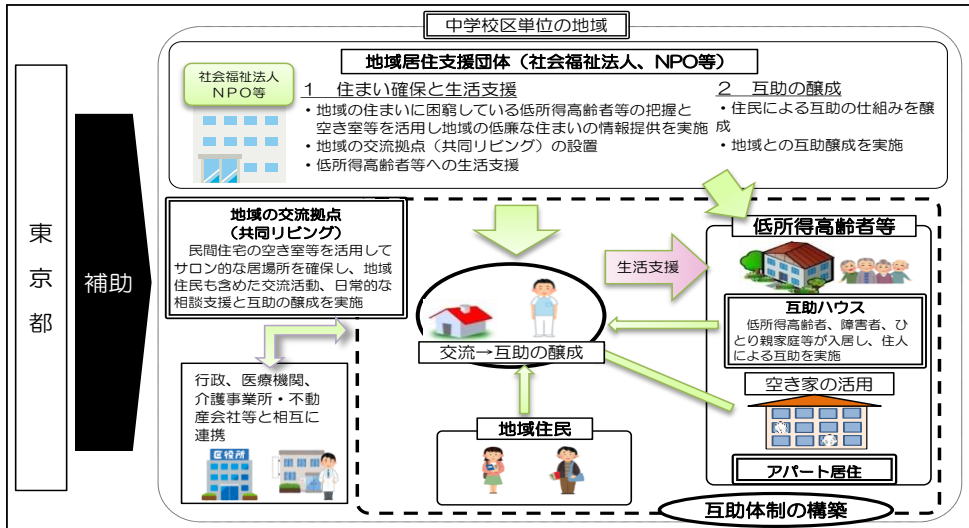 中学校区単位の地域
地域居住支援団体（社会福祉法人、NPO等）
社会福祉法人
NPO等
1　住まい確保と生活支援
・地域の住まいに困窮している低所得高齢者等の把握と
空き室等を活用し地域の低廉な住まいの情報提供を実施
・地域の交流拠点（共同リビング）の設置
・低所得高齢者等への生活支援
2　互助の醸成
・住民による互助の仕組みを醸
成
・地域との互助醸成を実施
東京都
補助
地域の交流拠点
（共同リビング）
民間住宅の空き室等を活用して
サロン的な居場所を確保し、地域
住民も含めた交流活動、日常的な
相談支援と互助の醸成を実施
行政、医療機関、
介護事業所・不動
産会社等と相互に
連携
区役所
交流→互助の醸成
生活支援
地域住民
低所得高齢者等
互助ハウス
低所得高齢者、障害者、ひ
とり親家庭等が入居し、住人
による互助を実施
空き家の活用
アパート居住
互助体制の構築